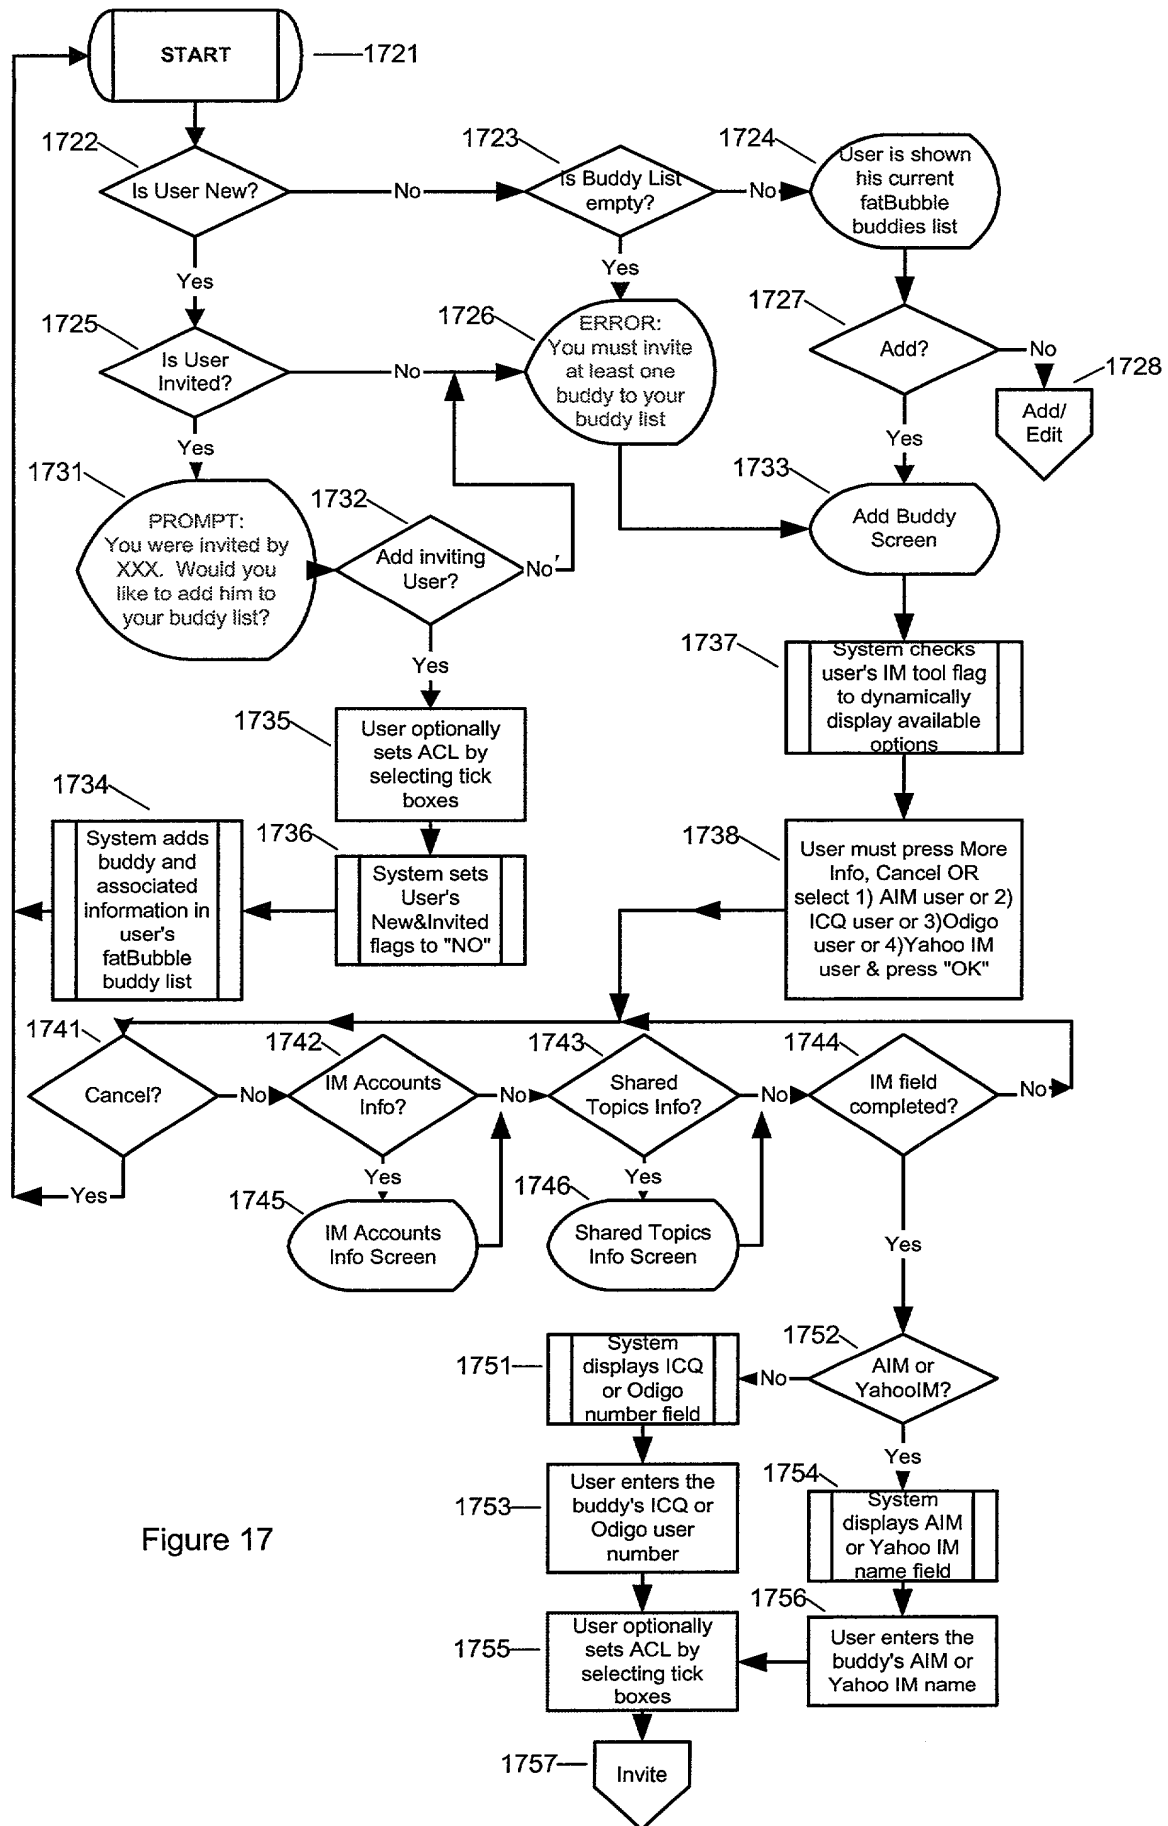 START
1721
1722
Is User New?
No
1723
Is Buddy List
empty?
No
1724
User is shown
his current
fatBubble
buddies list
Yes
Yes
1725
Is User
Invited?
No
1726
ERROR:
You must invite
at least one
buddy to your
buddy list
1727
Add?
No
1728
Add/
Edit
Yes
Yes
1731
PROMPT:
You were invited by
XXX. Would you
like to add him to
your buddy list?
1732
Add inviting
User?
No
1733
Add Buddy
Screen
Yes
1735
User optionally
sets ACL by
selecting tick
boxes
1737
System checks
user's IM tool flag
to dynamically
display available
options
1734
System adds
buddy and
associated
information in
user's
fatBubble
buddy list
1736
System sets
User's
New&Invited
flags to "NO"
1738
User must press More
Info, Cancel OR
select 1) AIM user or 2)
ICQ user or 3)Odigo
user or 4)Yahoo IM
user & press "OK"
1741
Cancel?
No
1742
IM Accounts
Info?
No
1743
Shared
Topics Info?
No
1744
IM field
completed?
No
Yes
Yes
Yes
1745
IM Accounts
Info Screen
1746
Shared Topics
Info Screen
Yes
1751
System
displays ICQ
or Odigo
number field
No
1752
AIM or
YahooIM?
Yes
1753
User enters the
buddy's ICQ or
Odigo user
number
1754
System
displays AIM
or Yahoo IM
name field
Figure 17
1755
User optionally
sets ACL by
selecting tick
boxes
1756
User enters the
buddy's AIM or
Yahoo IM name
1757
Invite